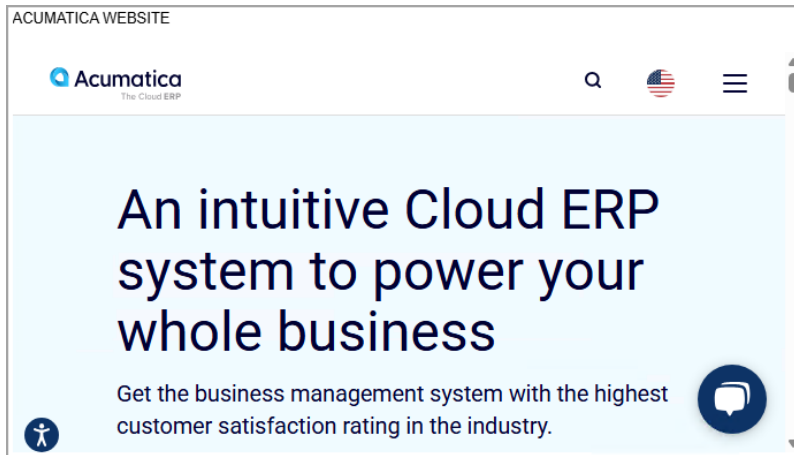 ACUMATICA WEBSITE
Acumatica
The Cloud ERP
An intuitive Cloud ERP
system to power your
whole business
Get the business management system with the highest
customer satisfaction rating in the industry.